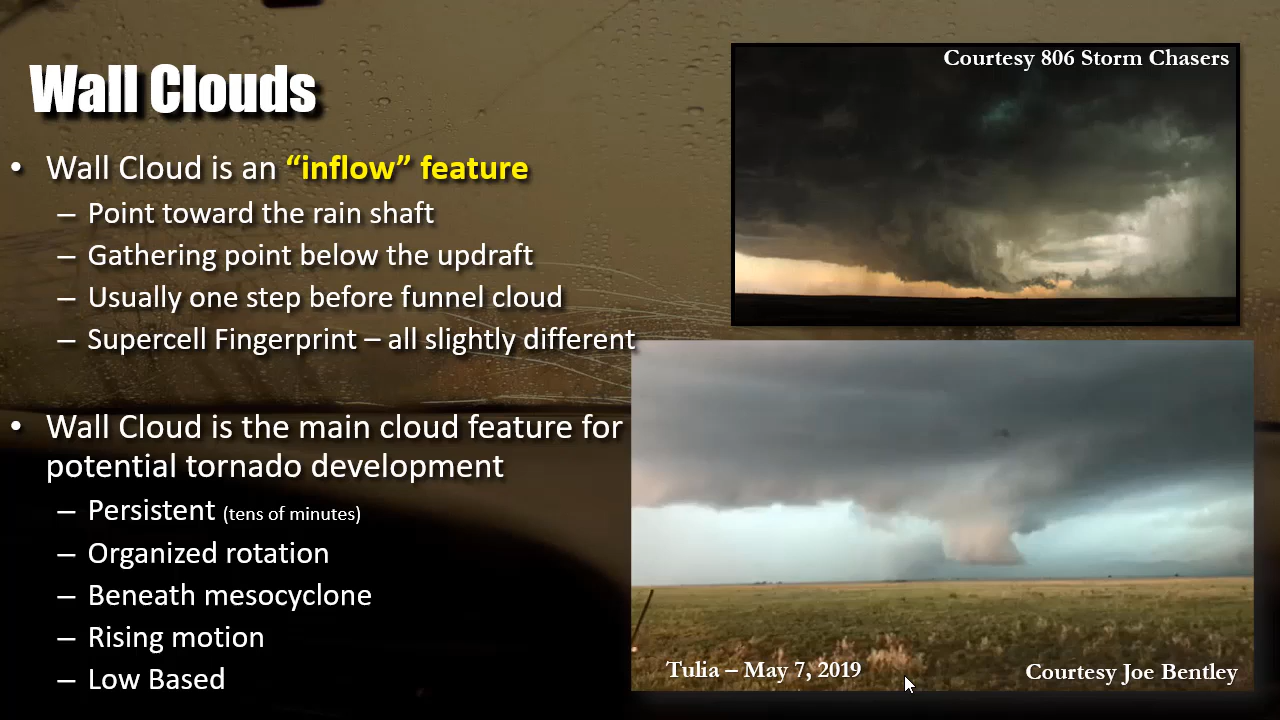 Wall Clouds
• Wall Cloud is an “inflow” feature
– Point toward the rain shaft
– Gathering point below the updraft
– Usually one step before funnel cloud
– Supercell Fingerprint – all slightly different
• Wall Cloud is the main cloud feature for
potential tornado development
– Persistent (tens of minutes)
– Organized rotation
– Beneath mesocyclone
– Rising motion
– Low Based
Courtesy 806 Storm Chasers
Tulia – May 7, 2019
Courtesy Joe Bentley